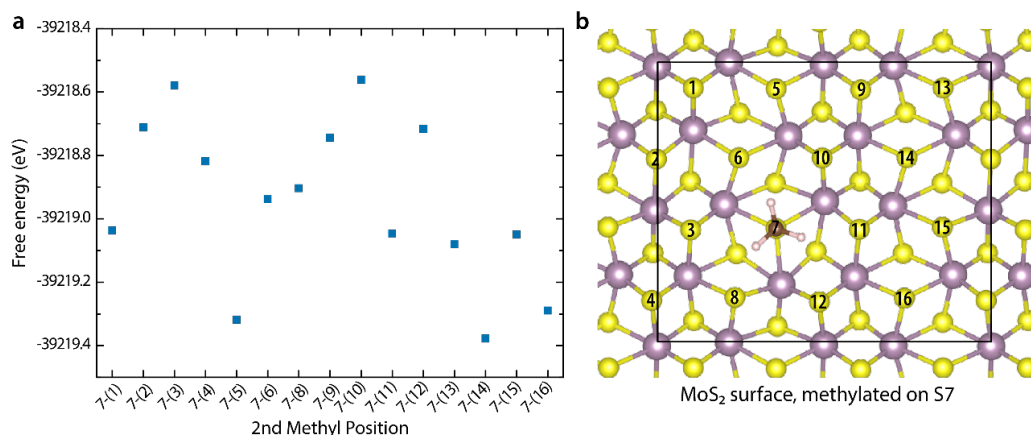 a
b
-39218.4
-39218.6
-39218.8
-39219.0
-39219.2
-39219.4
Free energy (eV)
7-(1)
7-(2)
7-(3)
7-(4)
7-(5)
7-(6)
7-(8)
7-(9)
7-(10)
7-(11)
7-(12)
7-(13)
7-(14)
7-(15)
7-(16)
2nd Methyl Position
1 5 9 13
2 6 10 14
3 7 11 15
4 8 12 16
MoS₂ surface, methylated on S7